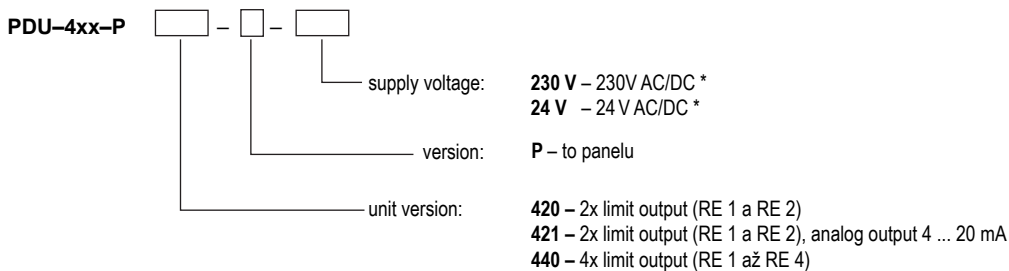 PDU–4xx–P – –
supply voltage: 230 V – 230V AC/DC *
24 V – 24 V AC/DC *
version: P – to panelu
unit version: 420 – 2x limit output (RE 1 a RE 2)
421 – 2x limit output (RE 1 a RE 2), analog output 4 ... 20 mA
440 – 4x limit output (RE 1 až RE 4)